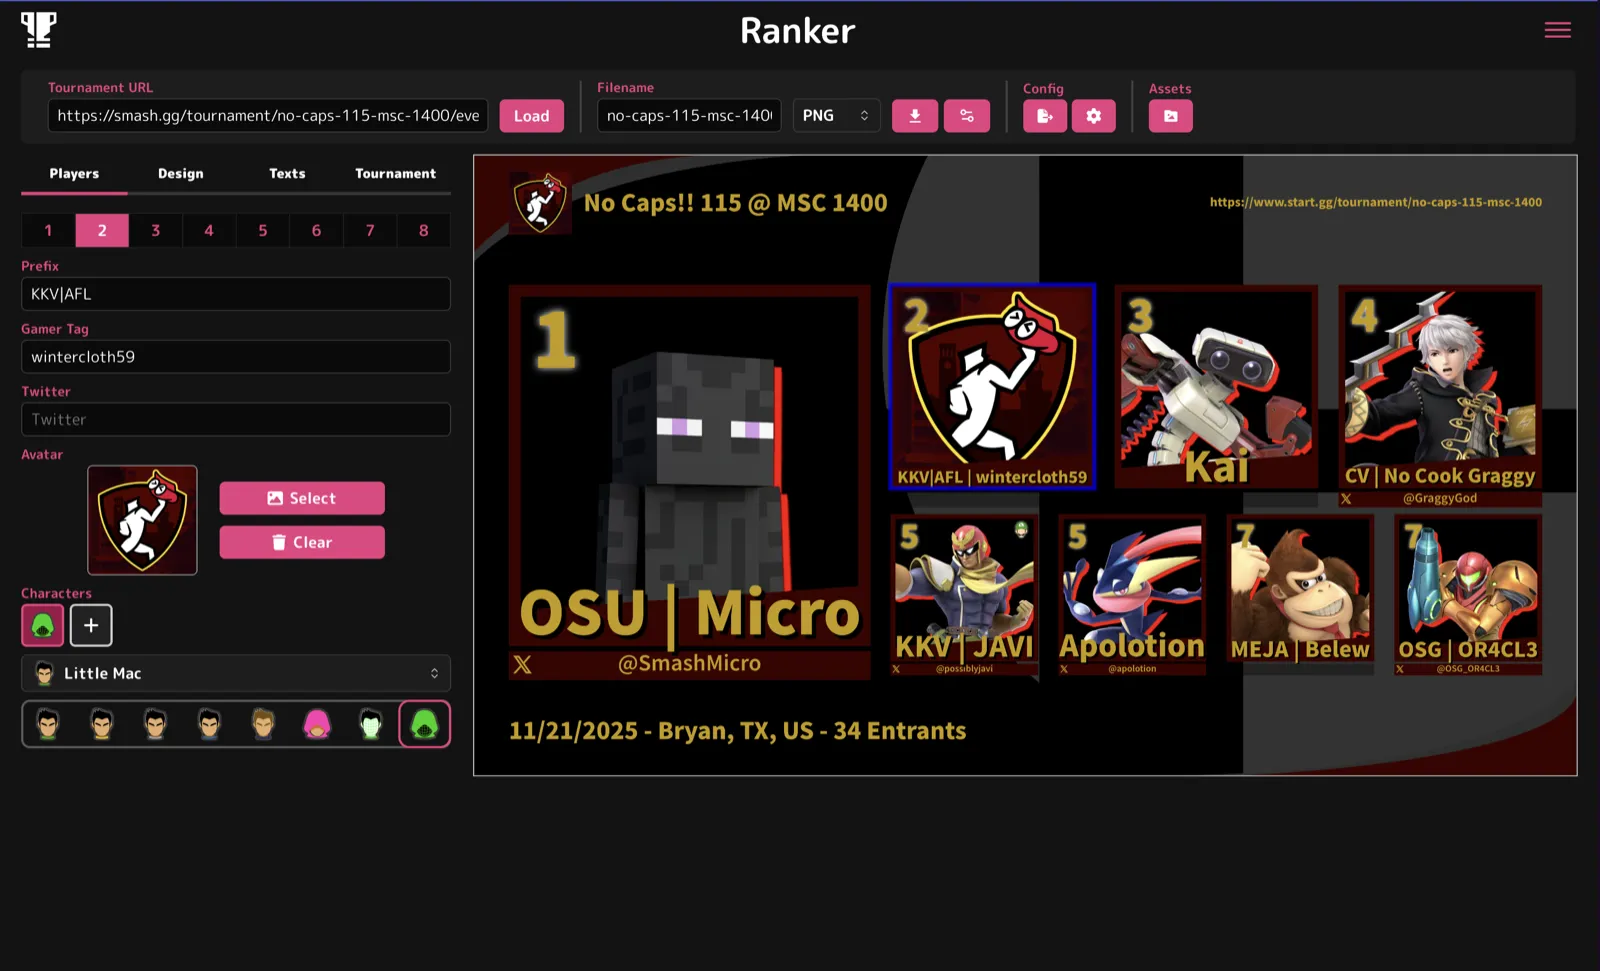 Ranker
Tournament URL
https://smash.gg/tournament/no-caps-115-msc-1400/eve
Load
Filename
no-caps-115-msc-140
PNG
Config
Assets
Players
Design
Texts
Tournament
1
2
3
4
5
6
7
8
Prefix
KKV|AFL
Gamer Tag
wintercloth59
Twitter
Twitter
Avatar
Select
Clear
Characters
+
Little Mac
No Caps!! 115 @ MSC 1400
https://www.start.gg/tournament/no-caps-115-msc-1400
1
OSU | Micro
@SmashMicro
2
KKV|AFL | wintercloth59
3
Kai
4
CV | No Cook Graggy
@GraggyGod
5
KKV | JAVI
@possiblyjavi
5
Apolotion
@apolotion
7
MEJA | Belew
7
OSG | OR4CL3
@OSG_OR4CL3
11/21/2025 - Bryan, TX, US - 34 Entrants